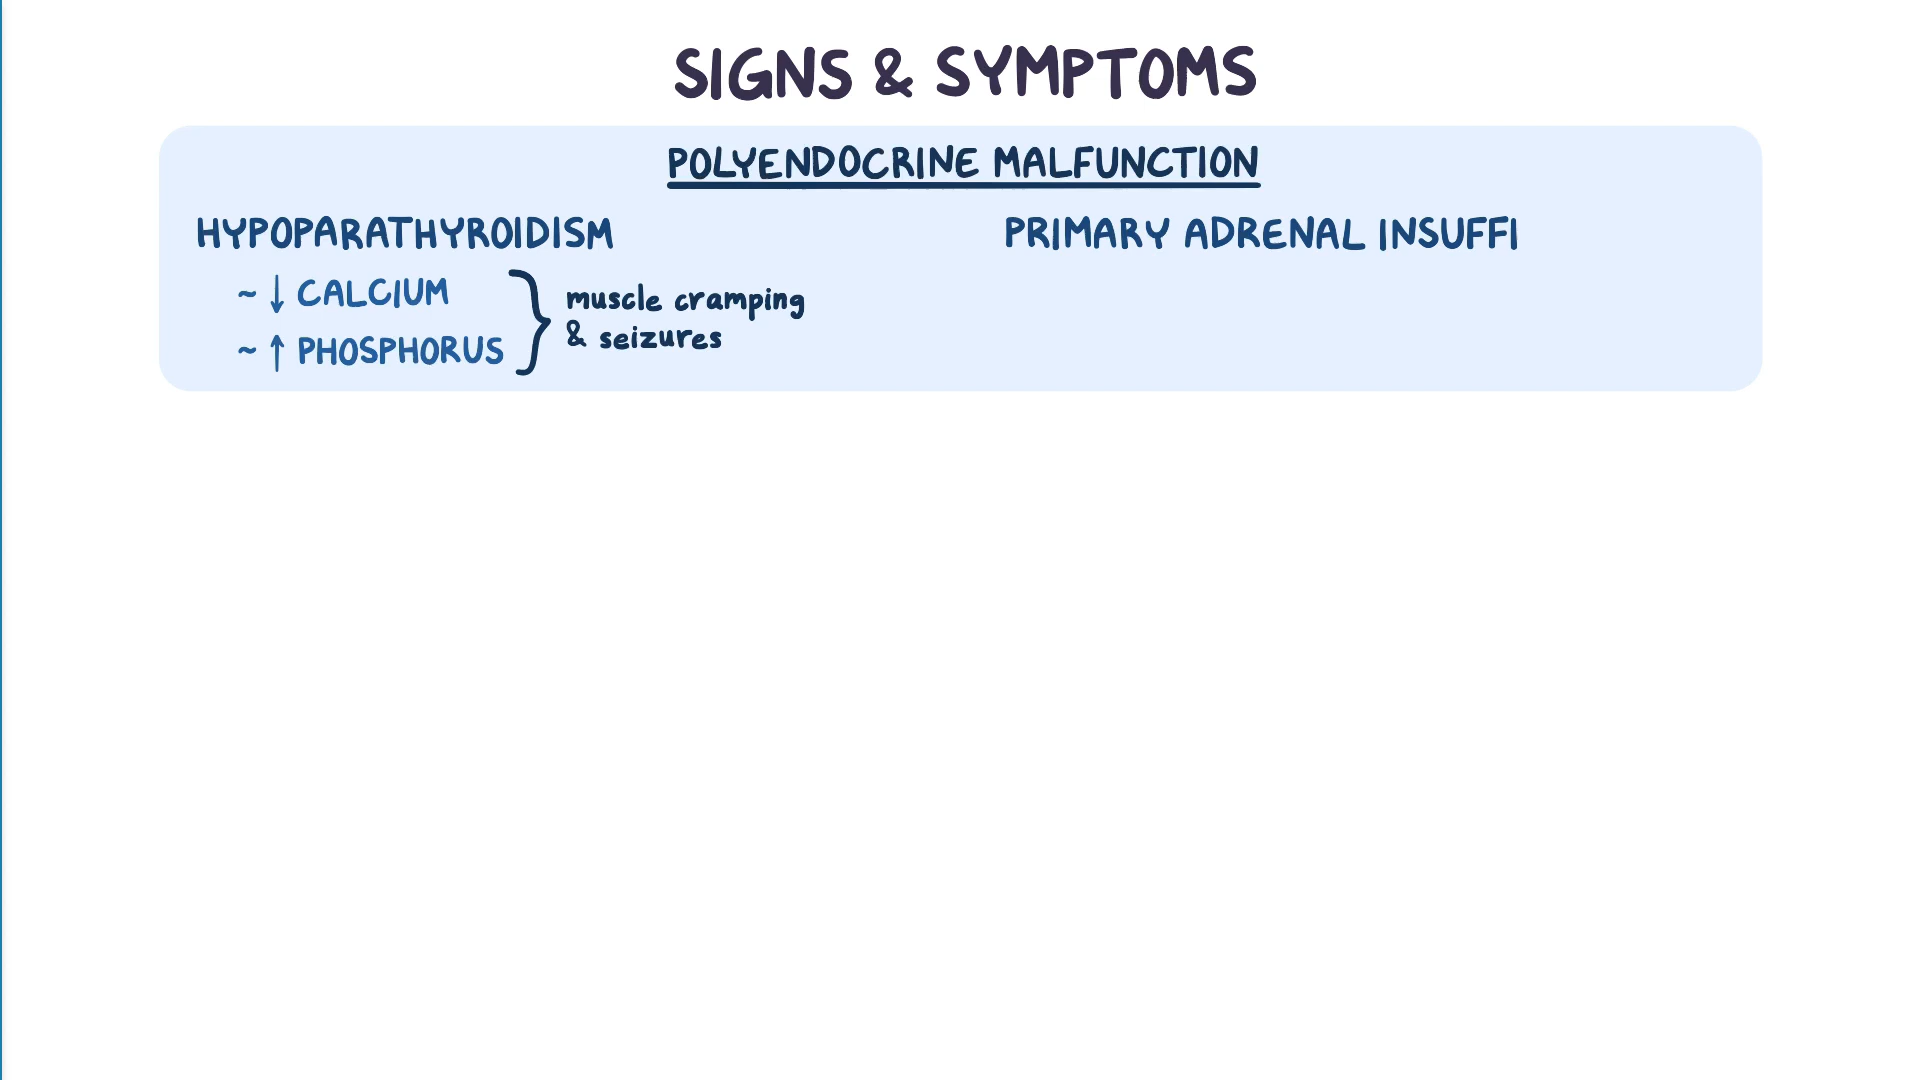 SIGNS & SYMPTOMS
POLYENDOCRINE MALFUNCTION
HYPOPARATHYROIDISM
~ ↓ CALCIUM
~ ↑ PHOSPHORUS
muscle cramping
& seizures
PRIMARY ADRENAL INSUFFI